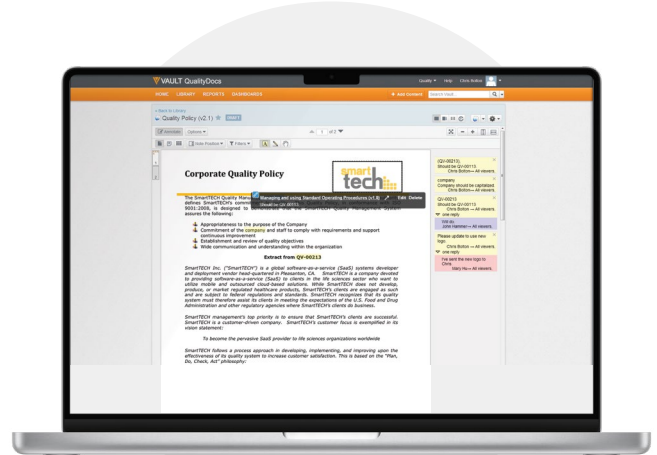 VAULT QualityDocs
Quality Help Chris Bolton
HOME LIBRARY REPORTS DASHBOARDS
+ Add Content Search Vault...
« Back to Library
Quality Policy (v2.1) DRAFT
Annotate Options
1 of 2
Note Position Filters
Corporate Quality Policy
smart
tech
The SmartTECH Quality Manu
defines SmartTECH's comm
9001:2008, is designed to
assures the following:
Managing and using Standard Operating Procedures (v1.0) Edit Delete
Should be QV-00113.
Appropriateness to the purpose of the Company
Commitment of the company and staff to comply with requirements and support
continuous improvement
Establishment and review of quality objectives
Wide communication and understanding within the organization
Extract from QV-00213
SmartTECH Inc. ("SmartTECH") is a global software-as-a-service (SaaS) systems developer
and deployment vendor head-quartered in Pleasanton, CA. SmartTECH is a company devoted
to providing software-as-a-service (SaaS) to clients in the life sciences sector who want to
utilize mobile and outsourced cloud-based solutions. While SmartTECH does not develop,
produce, or market regulated healthcare products, SmartTECH's clients are engaged as such
and are subject to federal regulations and standards. SmartTECH recognizes that its quality
system must therefore assist its clients in meeting the expectations of the U.S. Food and Drug
Administration and other regulatory agencies where SmartTECH's clients do business.
SmartTECH management's top priority is to ensure that SmartTECH's clients are successful.
SmartTECH is a customer-driven company. SmartTECH's customer focus is exemplified in its
vision statement:
To become the pervasive SaaS provider to life sciences organizations worldwide
SmartTECH follows a process approach in developing, implementing, and improving upon the
effectiveness of its quality system to increase customer satisfaction. This is based on the "Plan,
Do, Check, Act" philosophy:
(QV-00213).
Should be QV-00113.
Chris Bolton— All viewers.
company
Company should be capitalized.
Chris Bolton— All viewers.
QV-00213
Should be QV-00113
Chris Bolton— All viewers.
one reply
Will do.
John Hammer— All viewers.
Please update to use new
logo.
Chris Bolton— All viewers.
one reply
I've sent the new logo to
Chris.
Harry Hu— All viewers.